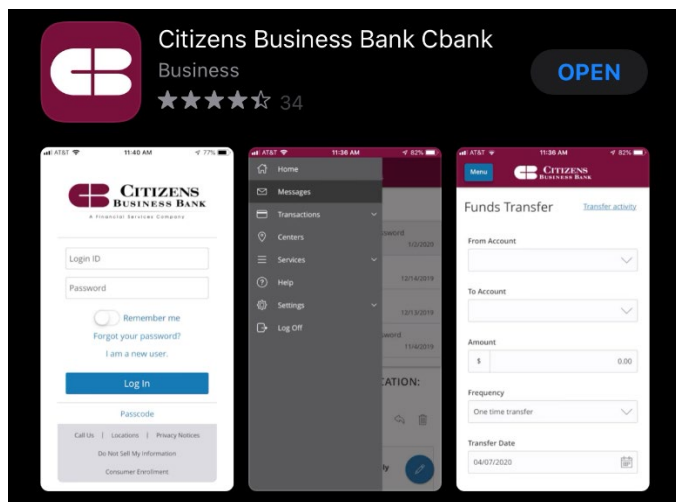 Citizens Business Bank Cbank
Business
OPEN
34
AT&T 11:40 AM 77%
CB CITIZENS
BUSINESS BANK
A Financial Services Company
Login ID
Password
Remember me
Forgot your password?
I am a new user.
Log In
Passcode
Call Us | Locations | Privacy Notices
Do Not Sell My Information
Consumer Enrollment
AT&T 11:36 AM 82%
Home
Messages
Transactions
Centers
Services
Help
Settings
Log Off
1/2/2020
12/14/2019
12/13/2019
11/4/2019
ATION:
AT&T 11:36 AM 82%
Menu
CB CITIZENS
BUSINESS BANK
Funds Transfer
Transfer activity
From Account
To Account
Amount
$ 0.00
Frequency
One time transfer
Transfer Date
04/07/2020